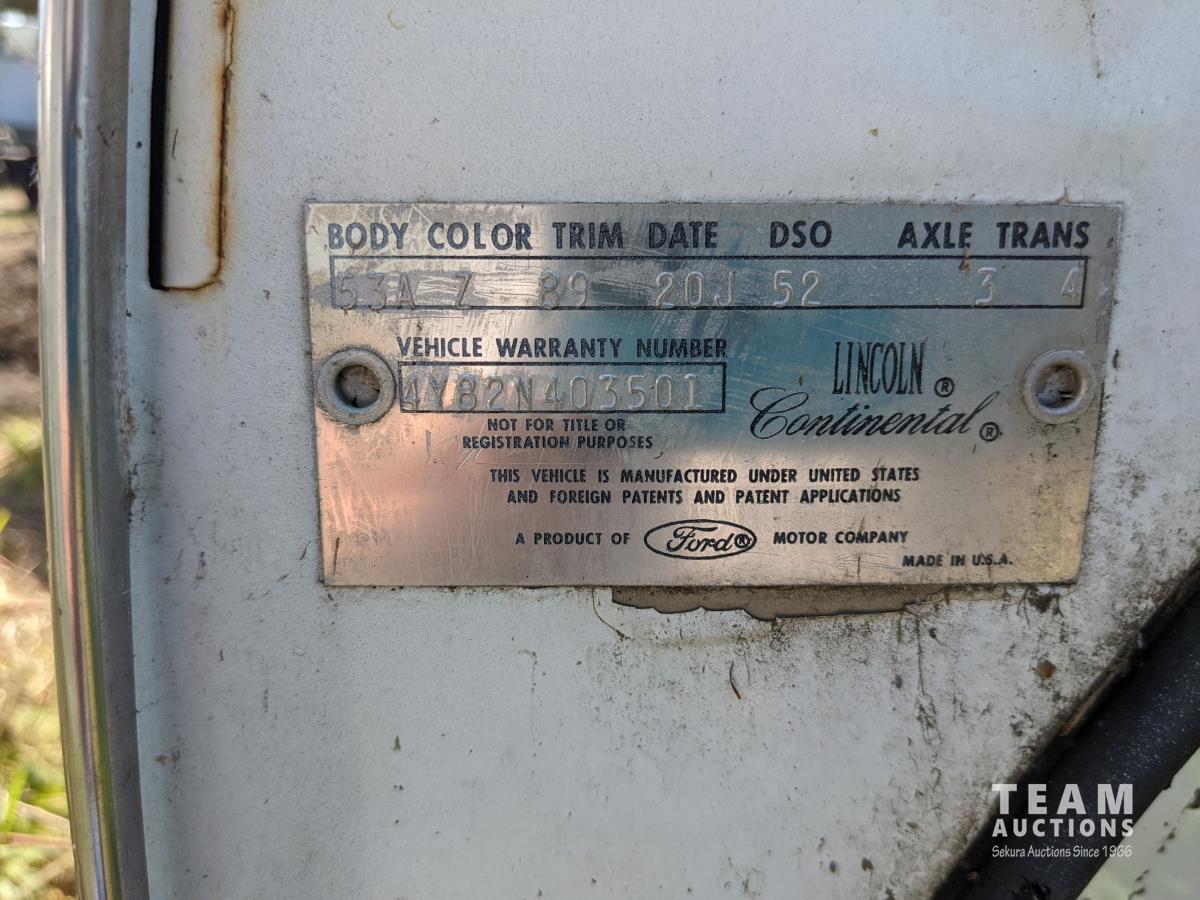 BODY COLOR TRIM DATE DSO AXLE TRANS
53A Z 89 20J 52 3 4
VEHICLE WARRANTY NUMBER
4Y82N403501
NOT FOR TITLE OR
REGISTRATION PURPOSES
LINCOLN ®
Continental ®
THIS VEHICLE IS MANUFACTURED UNDER UNITED STATES
AND FOREIGN PATENTS AND PATENT APPLICATIONS
A PRODUCT OF Ford® MOTOR COMPANY
MADE IN U.S.A.
TEAM
AUCTIONS
Sekura Auctions Since 1966